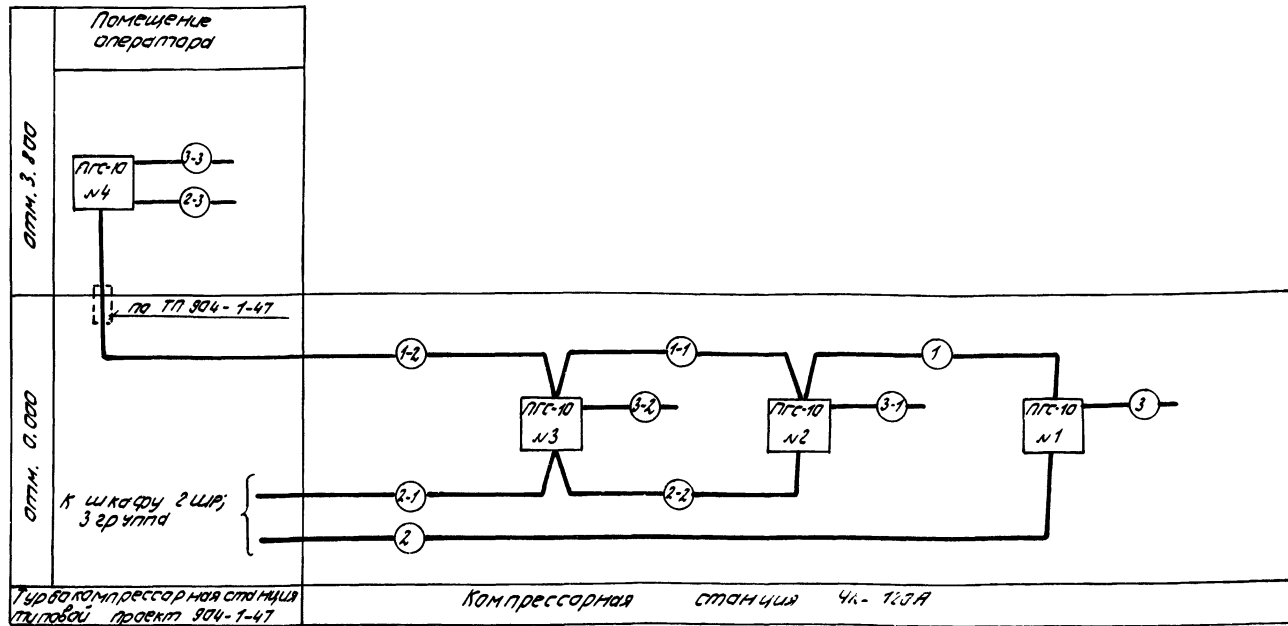 Помещение
оператора
отм. 3.800
ПГС-10
№4
3-3
2-3
по ТП 904-1-47
отм. 0.000
1-2
1-1
1
ПГС-10
№3
3-2
ПГС-10
№2
3-1
ПГС-10
№1
3
К шкафу 2ШР;
3 группа
2-1
2-2
2
Турбокомпрессорная станция
типовой проект 904-1-47
Компрессорная станция